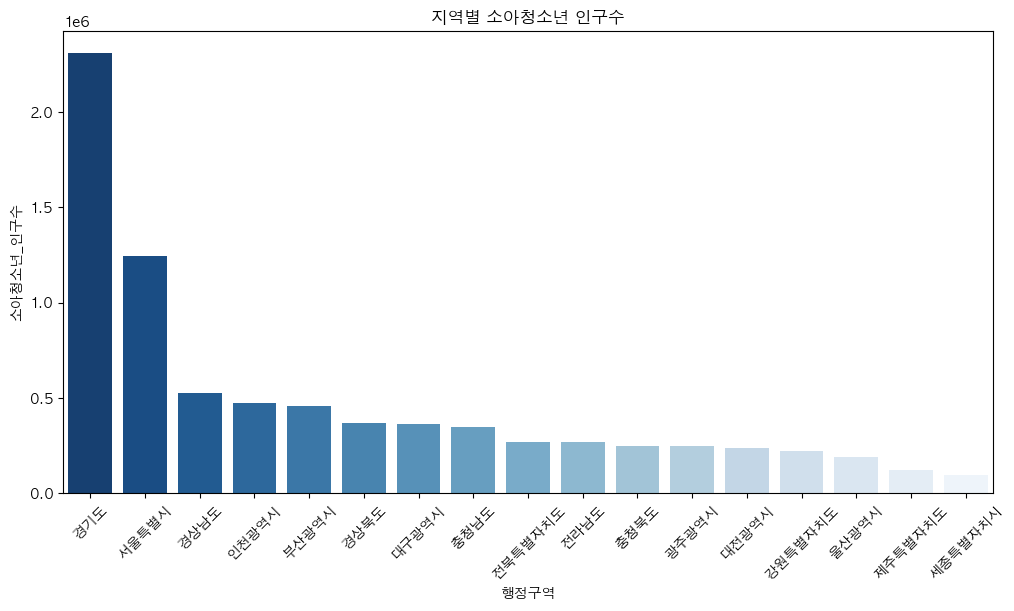 지역별 소아청소년 인구수
1e6
2.0
1.5
1.0
0.5
0.0
소아청소년_인구수
경기도
서울특별시
경상남도
인천광역시
부산광역시
경상북도
대구광역시
충청남도
전북특별자치도
전라남도
충청북도
광주광역시
대전광역시
강원특별자치도
울산광역시
제주특별자치도
세종특별자치시
행정구역